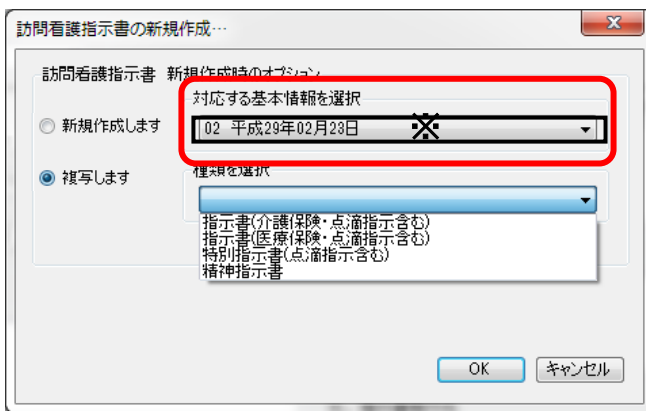 訪問看護指示書の新規作成…
訪問看護指示書 新規作成時のオプション
対応する基本情報を選択
新規作成します
02 平成29年02月23日 ※
複写します
種類を選択
指示書(介護保険・点滴指示含む)
指示書(医療保険・点滴指示含む)
特別指示書(点滴指示含む)
精神指示書
OK
キャンセル